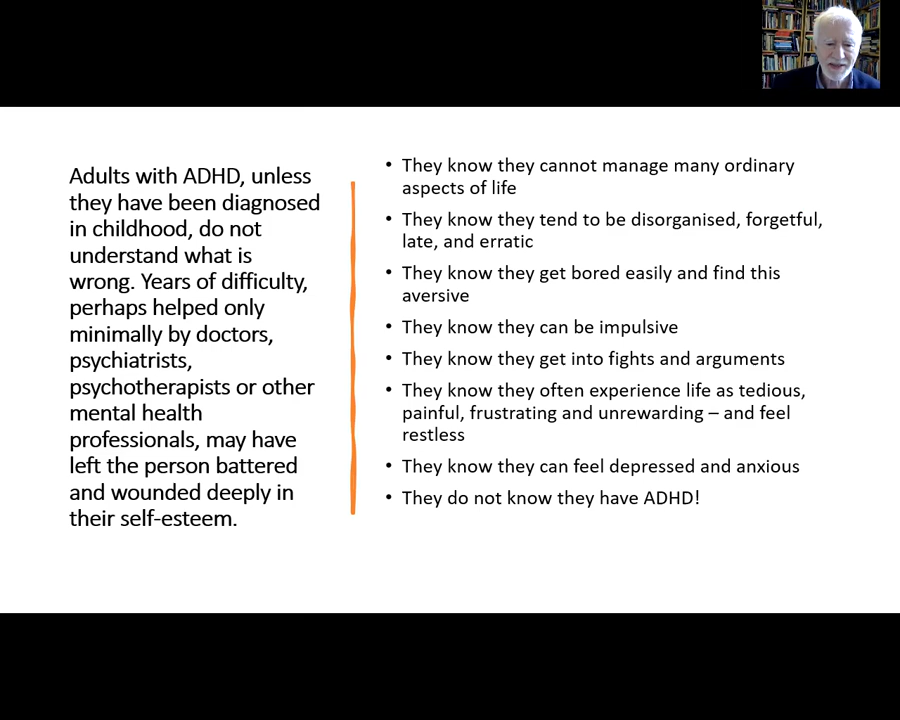 Adults with ADHD, unless
they have been diagnosed
in childhood, do not
understand what is
wrong. Years of difficulty,
perhaps helped only
minimally by doctors,
psychiatrists,
psychotherapists or other
mental health
professionals, may have
left the person battered
and wounded deeply in
their self-esteem.
• They know they cannot manage many ordinary
aspects of life
• They know they tend to be disorganised, forgetful,
late, and erratic
• They know they get bored easily and find this
aversive
• They know they can be impulsive
• They know they get into fights and arguments
• They know they often experience life as tedious,
painful, frustrating and unrewarding – and feel
restless
• They know they can feel depressed and anxious
• They do not know they have ADHD!